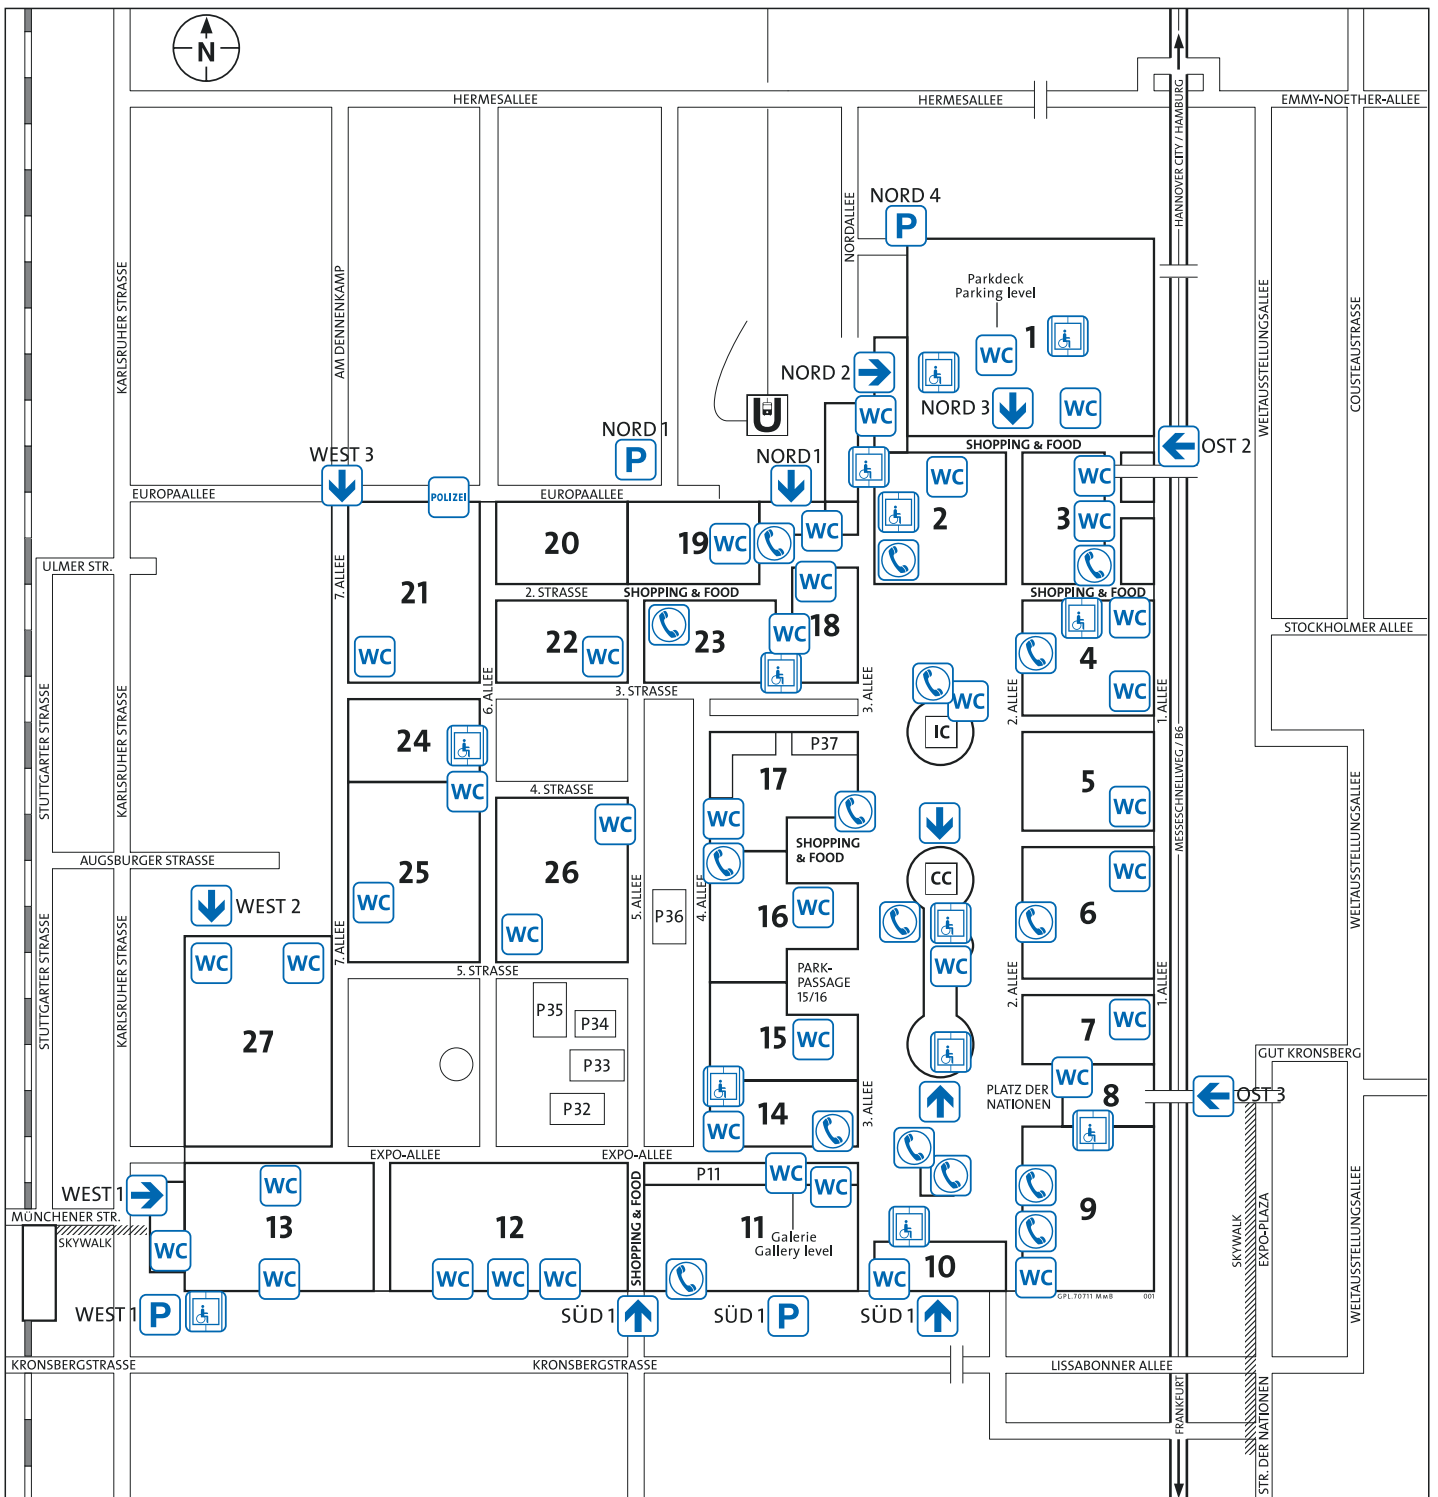 N
HERMESALLEE
HERMESALLEE
EMMY-NOETHER-ALLEE
HANNOVER CITY / HAMBURG
NORD 4
P
NORDALLEE
KARLSRUHER STRASSE
AM DENNENKAMP
WELTAUSSTELLUNGSALLEE
COUSTEAUSTRASSE
Parkdeck
Parking level
1
WC
NORD 2
NORD 3
WC
WC
U
NORD 1
P
NORD 1
WEST 3
SHOPPING & FOOD
OST 2
EUROPAALLEE
POLIZEI
EUROPAALLEE
WC
2
WC
3
WC
20
19
WC
WC
ULMER STR.
7. ALLEE
21
2. STRASSE
SHOPPING & FOOD
WC
SHOPPING & FOOD
WC
22
WC
23
WC
18
WC
4
WC
STOCKHOLMER ALLEE
WC
6. ALLEE
3. STRASSE
3. ALLEE
2. ALLEE
1. ALLEE
WC
IC
STUTTGARTER STRASSE
KARLSRUHER STRASSE
24
P37
17
MESSESCHNELLWEG / B6
5
WC
WC
4. STRASSE
WC
WC
WELTAUSSTELLUNGSALLEE
SHOPPING
& FOOD
AUGSBURGER STRASSE
25
26
CC
WC
WC
WEST 2
WC
5. ALLEE
P36
4. ALLEE
16
WC
6
STUTTGARTER STRASSE
KARLSRUHER STRASSE
7. ALLEE
WC
WC
WC
5. STRASSE
PARK-
PASSAGE
15/16
WC
2. ALLEE
1. ALLEE
P35
P34
27
15
WC
7
WC
P33
GUT KRONSBERG
WC
P32
14
WC
3. ALLEE
PLATZ DER
NATIONEN
8
OST 3
EXPO-ALLEE
EXPO-ALLEE
P11
WC
WC
WEST 1
WC
MÜNCHENER STR.
SKYWALK
WC
13
12
SHOPPING & FOOD
11
Galerie
Gallery level
9
SKYWALK
EXPO-PLAZA
WELTAUSSTELLUNGSALLEE
WC
WC
WC
WC
10
WC
WC
GPL.70711 MmB 001
WEST 1
P
SÜD 1
SÜD 1
P
SÜD 1
KRONSBERGSTRASSE
KRONSBERGSTRASSE
LISSABONNER ALLEE
FRANKFURT
STR. DER NATIONEN